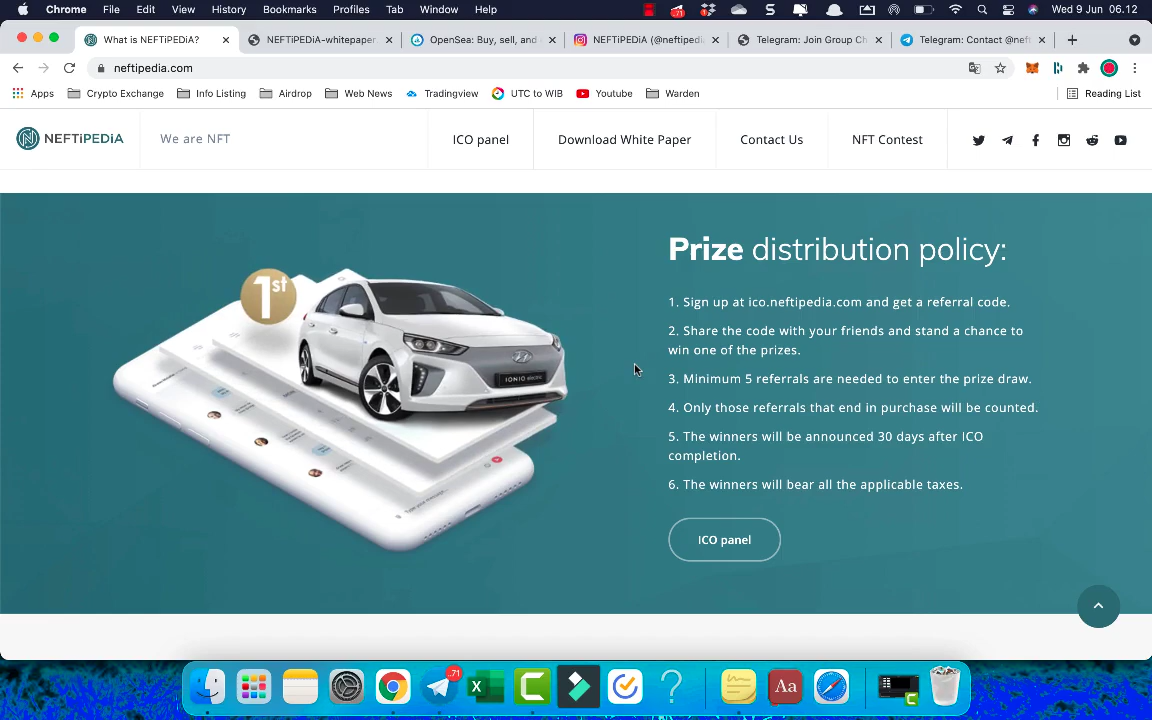 Chrome File Edit View History Bookmarks Profiles Tab Window Help Wed 9 Jun 06.12
What is NEFTiPEDiA? NEFTiPEDiA-whitepaper OpenSea: Buy, sell, and NEFTiPEDiA (@neftipedi Telegram: Join Group Ch Telegram: Contact @neft
neftipedia.com
Apps Crypto Exchange Info Listing Airdrop Web News Tradingview UTC to WIB Youtube Warden Reading List
NEFTiPEDiA We are NFT ICO panel Download White Paper Contact Us NFT Contest
1st
IONIQ electric
Prize distribution policy:
1. Sign up at ico.neftipedia.com and get a referral code.
2. Share the code with your friends and stand a chance to
win one of the prizes.
3. Minimum 5 referrals are needed to enter the prize draw.
4. Only those referrals that end in purchase will be counted.
5. The winners will be announced 30 days after ICO
completion.
6. The winners will bear all the applicable taxes.
ICO panel
71
Aa